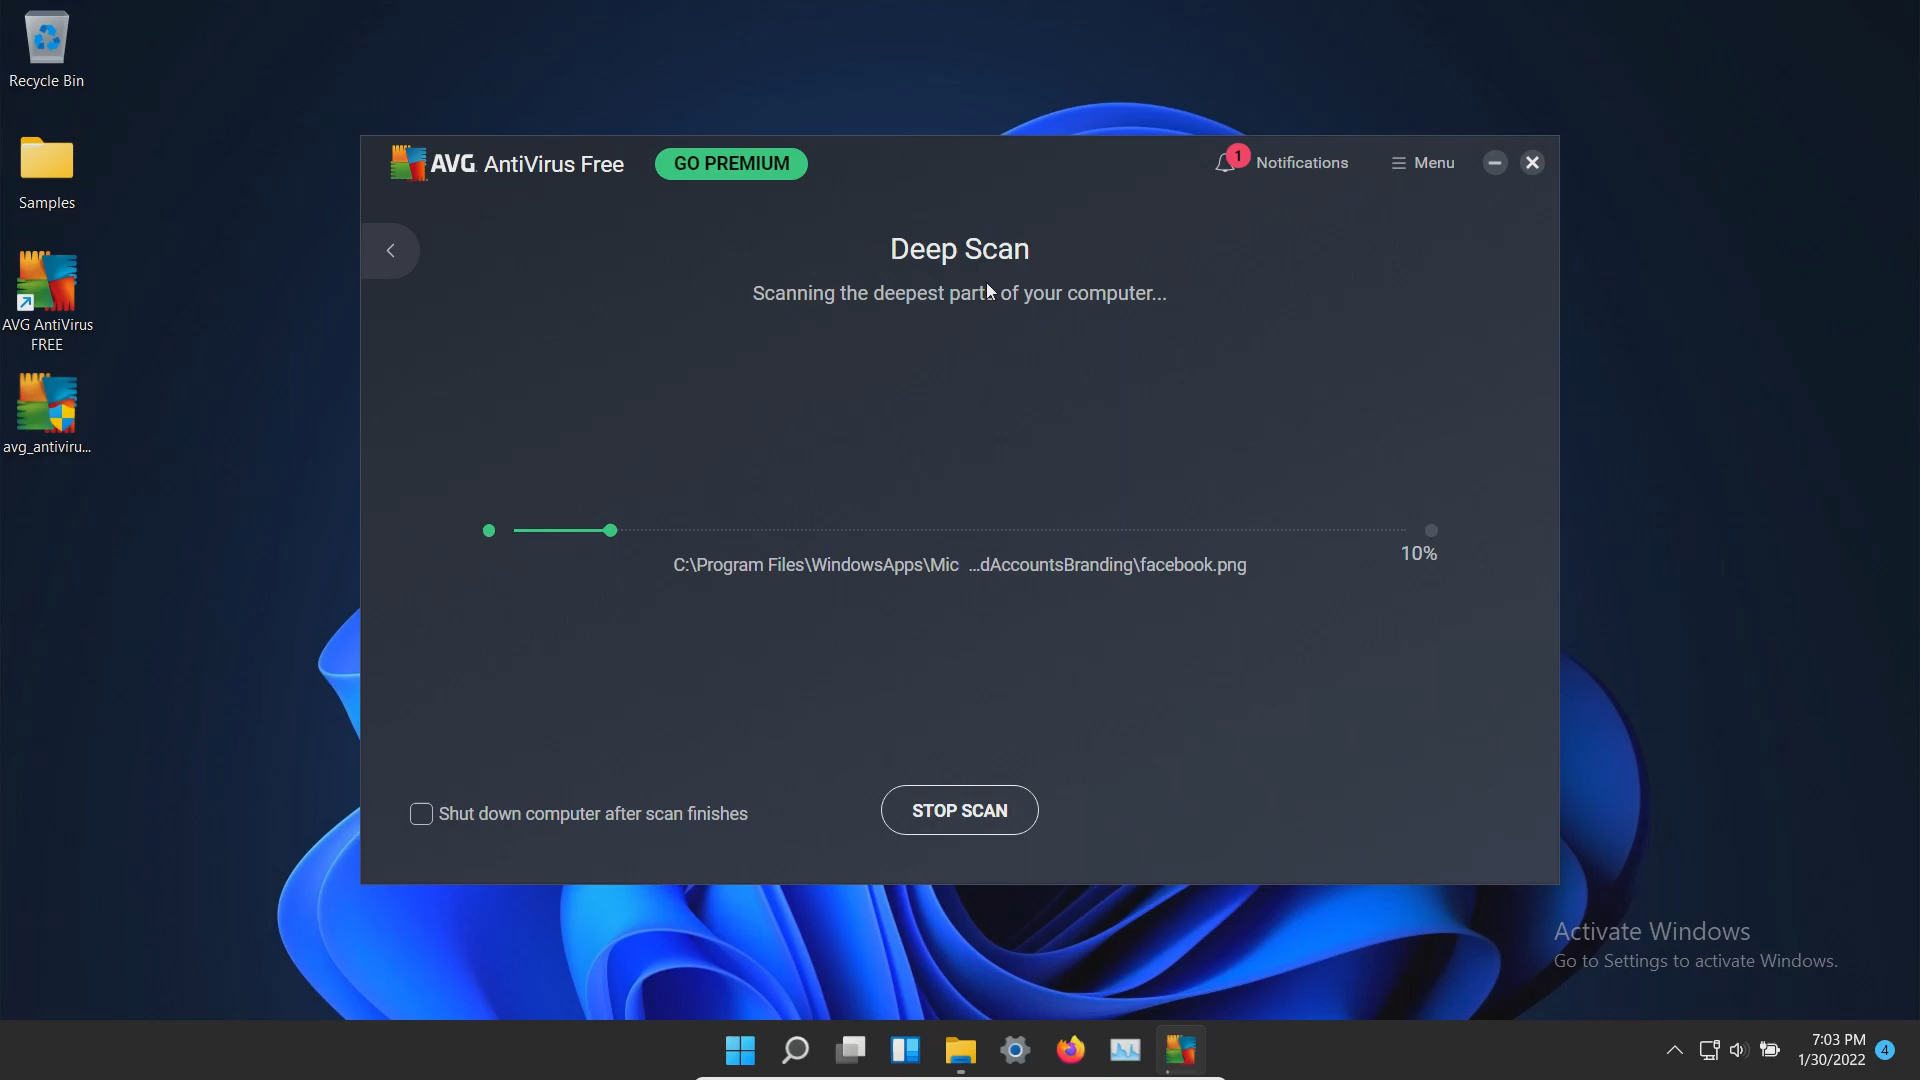 Recycle Bin
Samples
AVG AntiVirus
FREE
avg_antiviru...
AVG AntiVirus Free
GO PREMIUM
1
Notifications
Menu
Deep Scan
Scanning the deepest part of your computer...
10%
C:\Program Files\WindowsApps\Mic ...dAccountsBranding\facebook.png
Shut down computer after scan finishes
STOP SCAN
Activate Windows
Go to Settings to activate Windows.
7:03 PM
1/30/2022
4